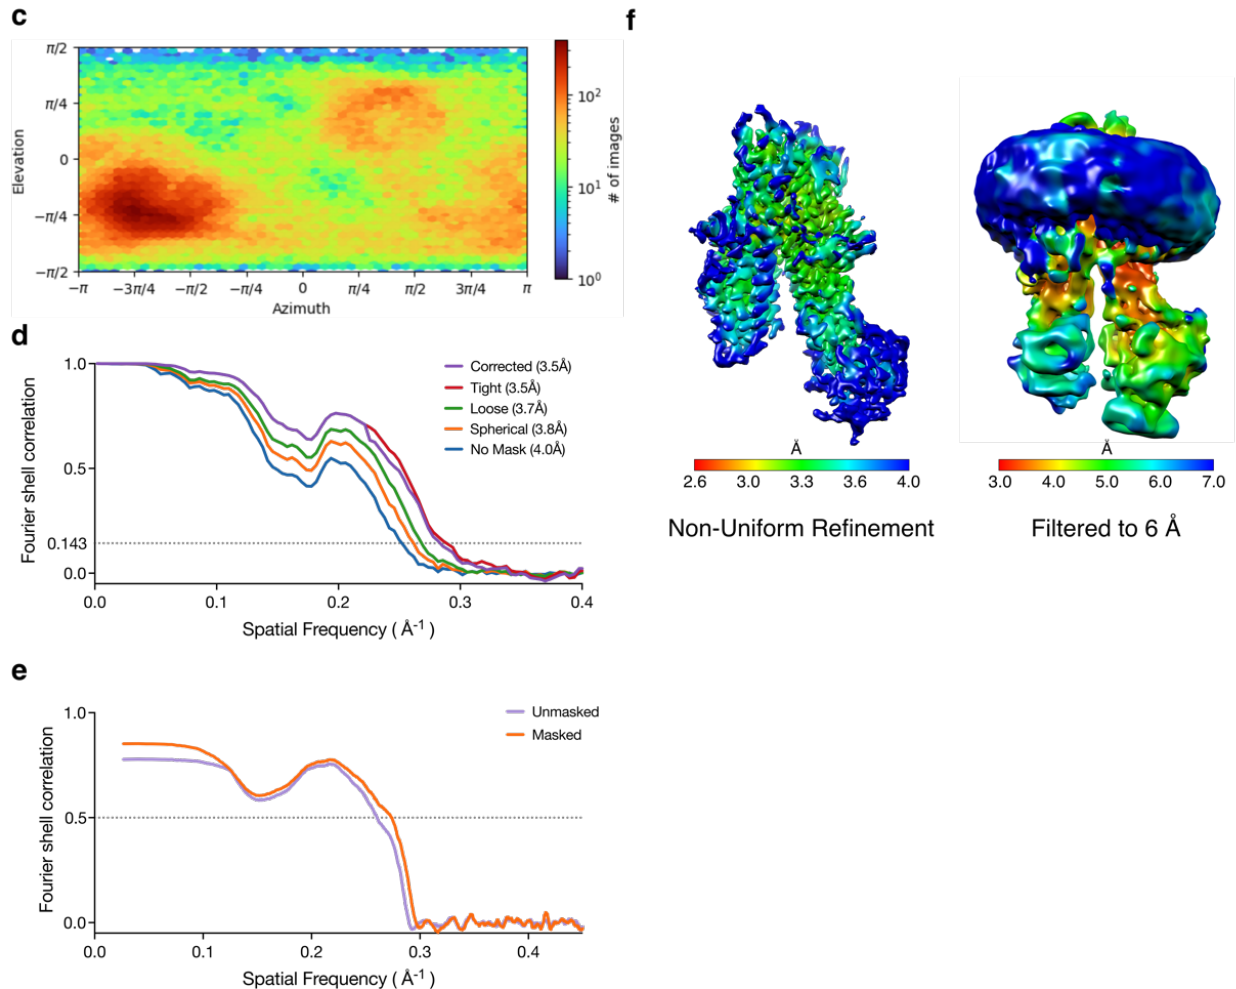 c
π/2
π/4
0
−π/4
−π/2
Elevation
−π
−3π/4
−π/2
−π/4
0
π/4
π/2
3π/4
π
Azimuth
10²
10¹
10⁰
# of images
d
1.0
0.5
0.143
0.0
Fourier shell correlation
Corrected (3.5Å)
Tight (3.5Å)
Loose (3.7Å)
Spherical (3.8Å)
No Mask (4.0Å)
0.0
0.1
0.2
0.3
0.4
Spatial Frequency ( Å⁻¹ )
e
1.0
0.5
0.0
Fourier shell correlation
Unmasked
Masked
0.0
0.1
0.2
0.3
0.4
Spatial Frequency ( Å⁻¹ )
f
Å
2.6 3.0 3.3 3.6 4.0
Non-Uniform Refinement
Å
3.0 4.0 5.0 6.0 7.0
Filtered to 6 Å